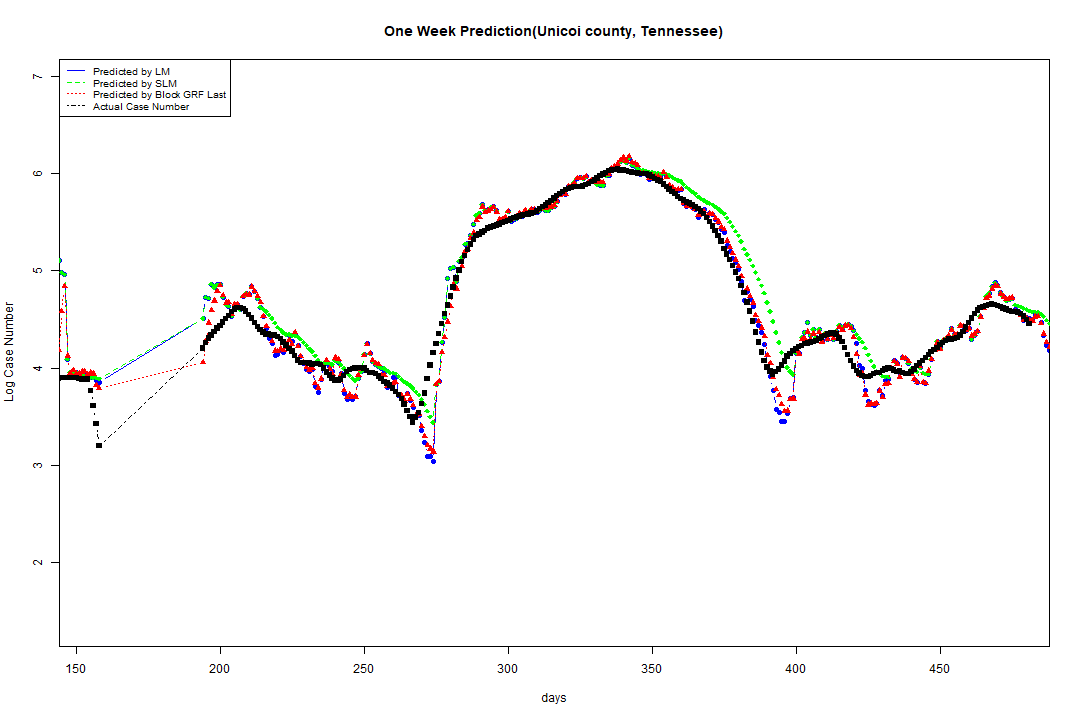 One Week Prediction(Unicoi county, Tennessee)
Predicted by LM
Predicted by SLM
Predicted by Block GRF Last
Actual Case Number
Log Case Number
7
6
5
4
3
2
150 200 250 300 350 400 450
days